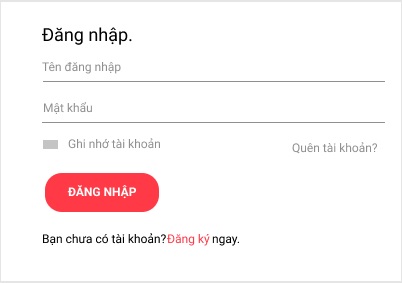 Đăng nhập.
Tên đăng nhập
Mật khẩu
Ghi nhớ tài khoản
Quên tài khoản?
ĐĂNG NHẬP
Bạn chưa có tài khoản?Đăng ký ngay.